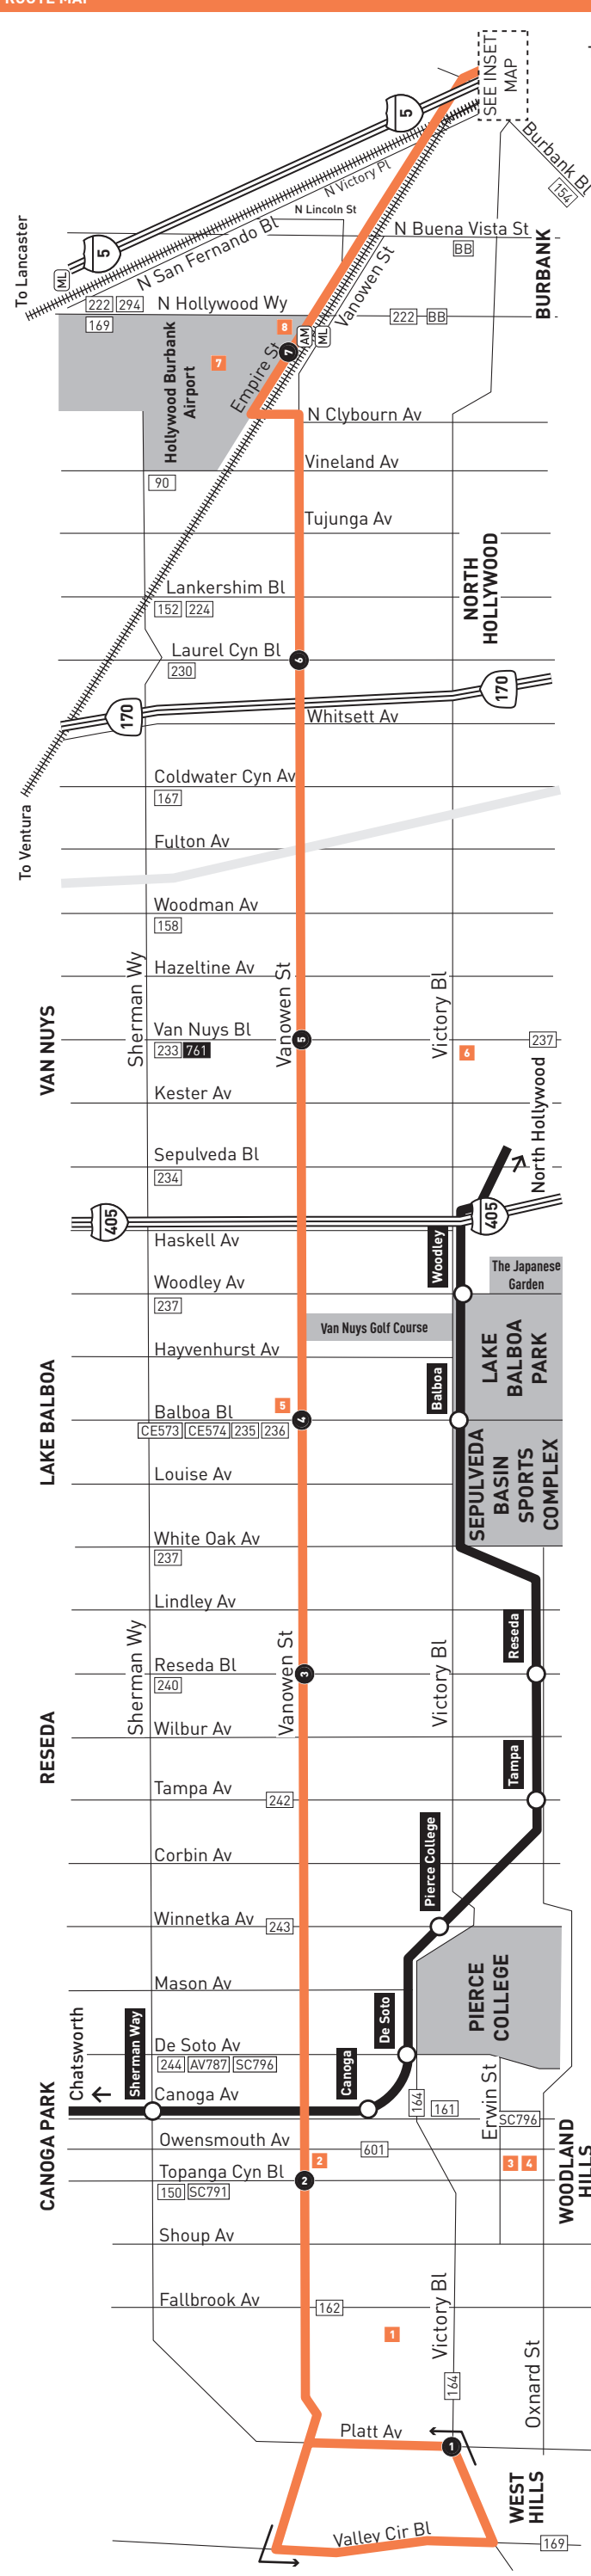 SEE INSET
MAP
5
Burbank Bl
154
N Victory Pl
N Lincoln St
N San Fernando Bl
5
ML
To Lancaster
N Buena Vista St
BB
BURBANK
Vanowen St
222 294 N Hollywood Wy
169
222 BB
8
AM ML
7
7
Empire St
Hollywood Burbank
Airport
N Clybourn Av
Vineland Av
90
Tujunga Av
NORTH
HOLLYWOOD
Lankershim Bl
152 224
Laurel Cyn Bl
6
230
170
170
Whitsett Av
Coldwater Cyn Av
167
To Ventura
Fulton Av
Woodman Av
158
Hazeltine Av
Sherman Wy
Vanowen St
Victory Bl
VAN NUYS
Van Nuys Bl
5
233 761
6
237
Kester Av
North Hollywood
Sepulveda Bl
234
405
405
Haskell Av
Woodley
The Japanese
Garden
Woodley Av
237
Van Nuys Golf Course
LAKE
BALBOA
PARK
Hayvenhurst Av
LAKE BALBOA
Balboa
5
Balboa Bl
4
CE573 CE574 235 236
SEPULVEDA
BASIN
SPORTS
COMPLEX
Louise Av
White Oak Av
237
Lindley Av
Reseda
Sherman Wy
Vanowen St
Victory Bl
Reseda Bl
3
240
RESEDA
Wilbur Av
Tampa
Tampa Av
242
Corbin Av
Pierce College
Winnetka Av
243
PIERCE
COLLEGE
Mason Av
De Soto
Chatsworth
Sherman Way
De Soto Av
244 AV787 SC796
Canoga
Canoga Av
164
161
Erwin St
SC796
CANOGA PARK
Owensmouth Av
601
2
3 4
WOODLAND
HILLS
Topanga Cyn Bl
2
150 SC791
Shoup Av
Fallbrook Av
162
1
Victory Bl
164
Oxnard St
Platt Av
1
WEST
HILLS
Valley Cir Bl
169